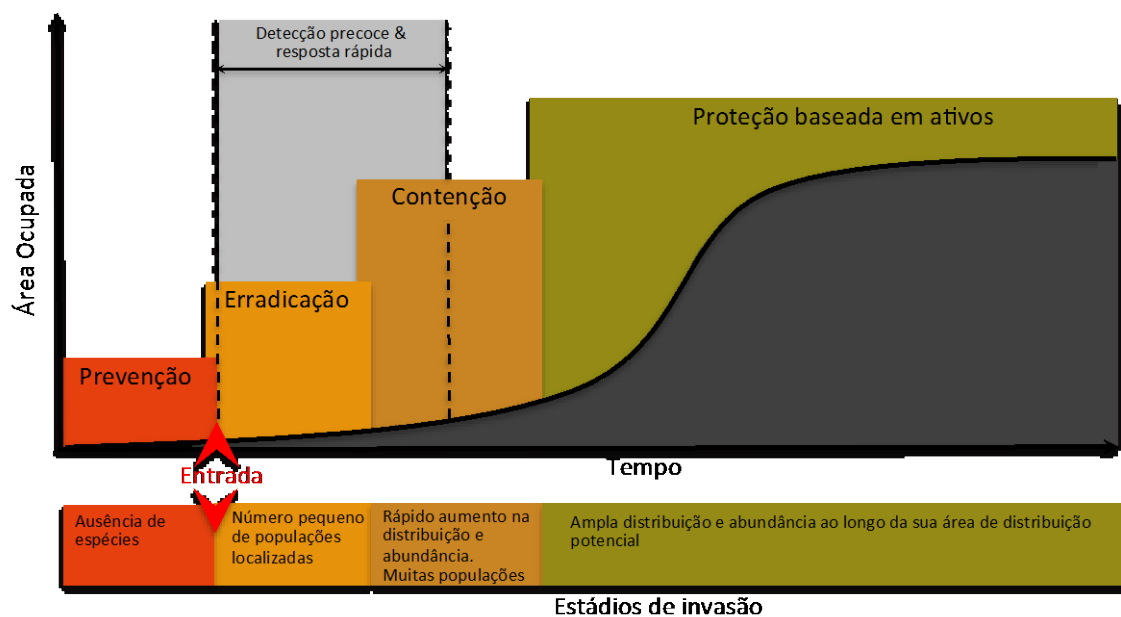 Detecção precoce &
resposta rápida
Proteção baseada em ativos
Contenção
Erradicação
Prevenção
Área Ocupada
Entrada
Tempo
Ausência de
espécies
Número pequeno
de populações
localizadas
Rápido aumento na
distribuição e
abundância.
Muitas populações
Ampla distribuição e abundância ao longo da sua área de distribuição
potencial
Estádios de invasão